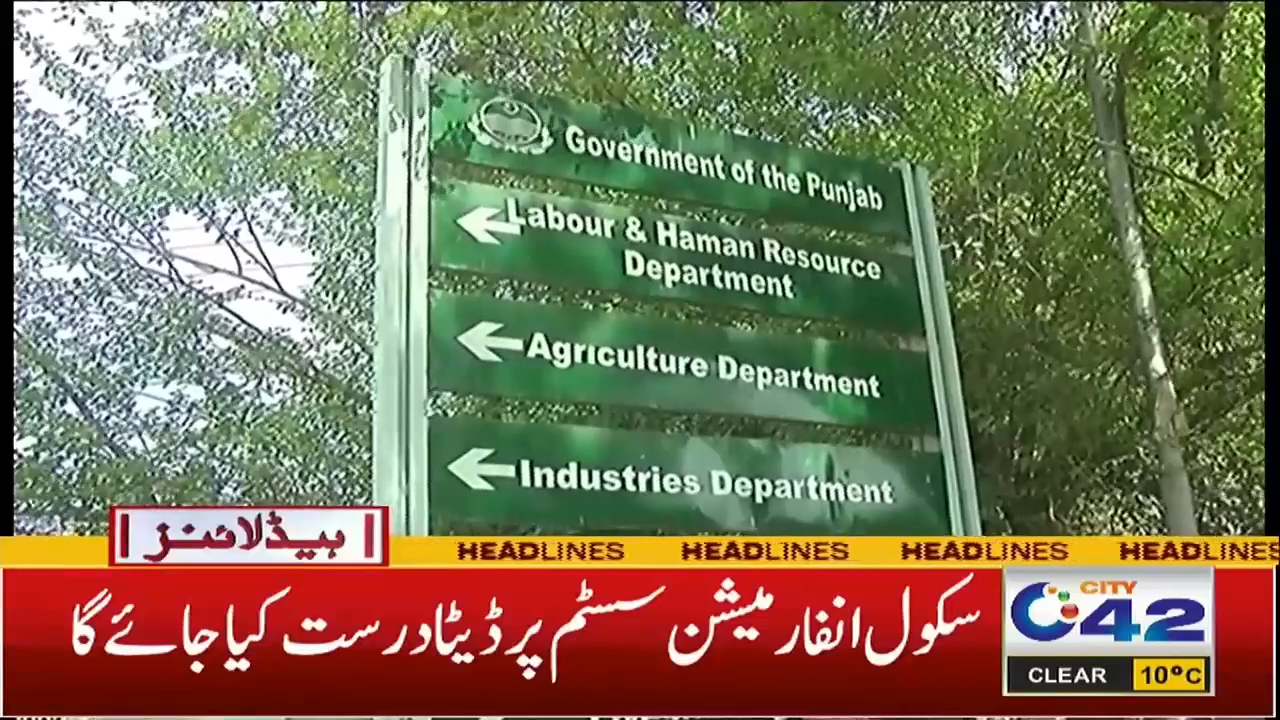 Government of the Punjab
Labour & Haman Resource
Department
Agriculture Department
Industries Department
ہیڈلائنز
HEADLINES HEADLINES HEADLINES HEADLINES
سکول انفارمیشن سسٹم پر ڈیٹا درست کیا جائے گا
CITY
42
CLEAR 10°C